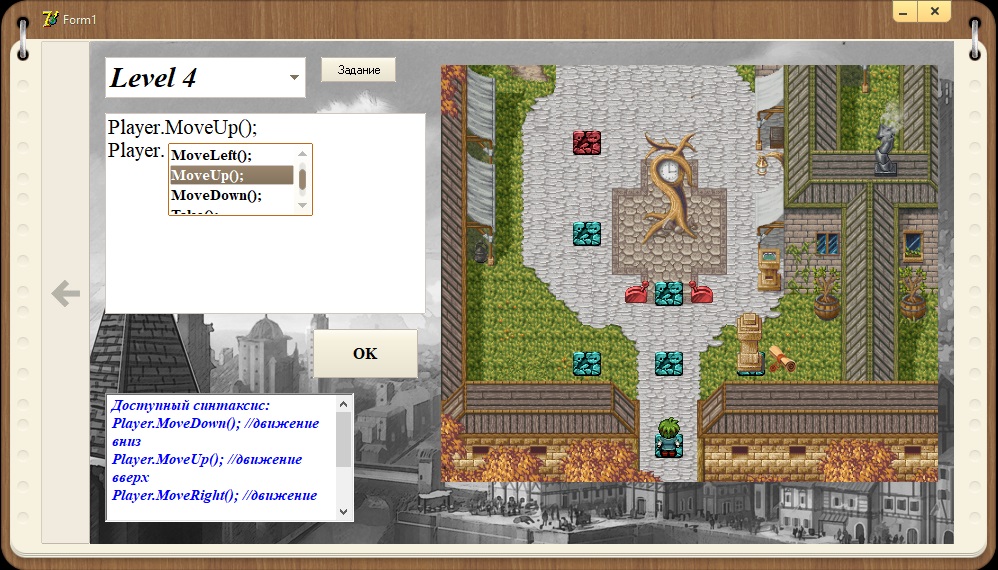 Form1
Level 4
Задание
Player.MoveUp();
Player.
MoveLeft();
MoveUp();
MoveDown();
OK
Доступный синтаксис:
Player.MoveDown(); //движение
вниз
Player.MoveUp(); //движение
вверх
Player.MoveRight(); //движение